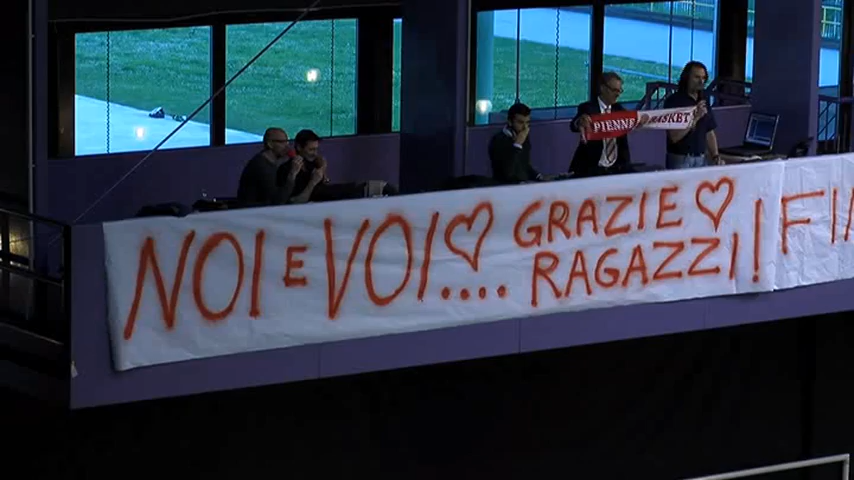 PIENNE BASKET
NOI E VOI.... GRAZIE
RAGAZZI!